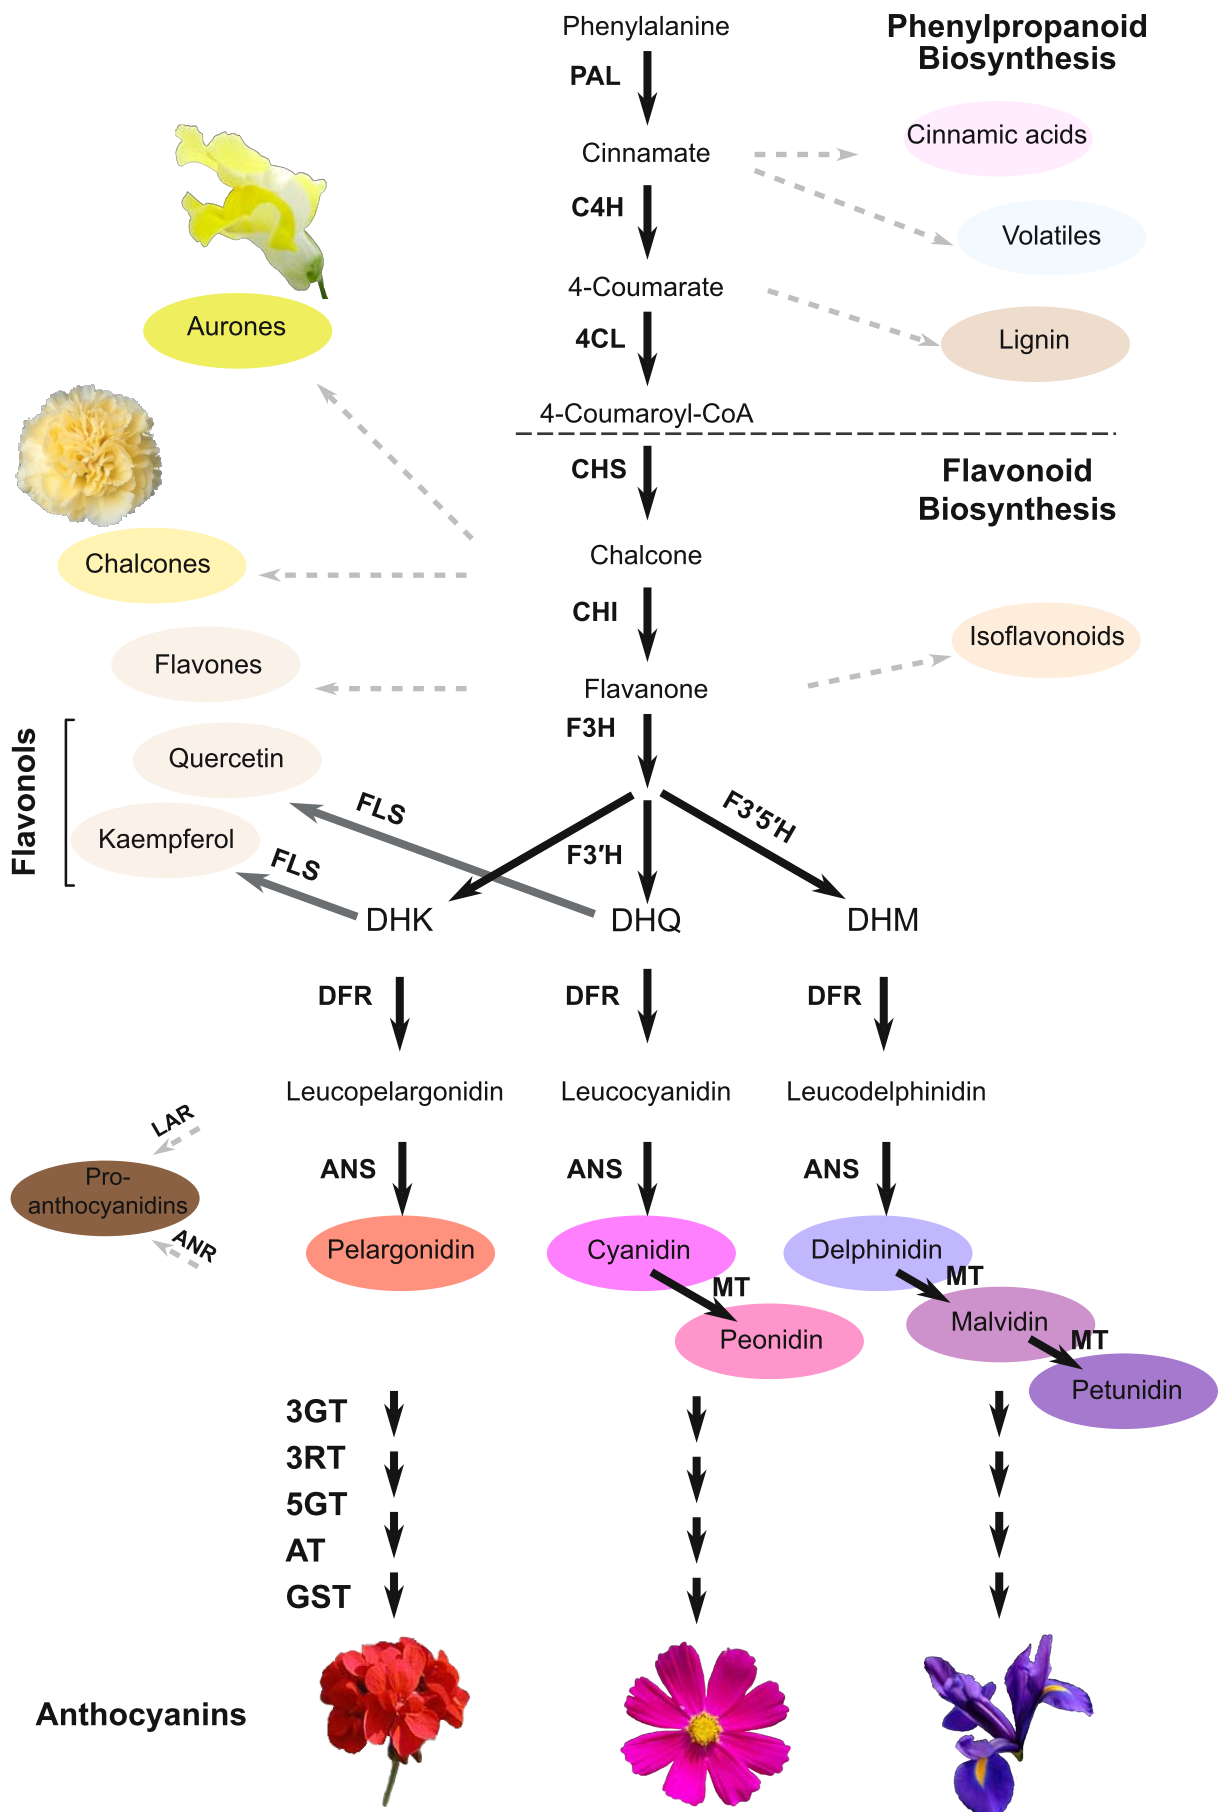 Phenylalanine
Phenylpropanoid
Biosynthesis
PAL
Cinnamic acids
Cinnamate
C4H
Volatiles
4-Coumarate
Aurones
4CL
Lignin
4-Coumaroyl-CoA
CHS
Flavonoid
Biosynthesis
Chalcone
Chalcones
CHI
Isoflavonoids
Flavones
Flavanone
F3H
Flavonols
Quercetin
Kaempferol
FLS
FLS
F3′H
F3′5′H
DHK
DHQ
DHM
DFR
DFR
DFR
Leucopelargonidin
Leucocyanidin
Leucodelphinidin
LAR
Pro-
anthocyanidins
ANR
ANS
ANS
ANS
Pelargonidin
Cyanidin
Delphinidin
MT
MT
Peonidin
Malvidin
MT
Petunidin
3GT
3RT
5GT
AT
GST
Anthocyanins